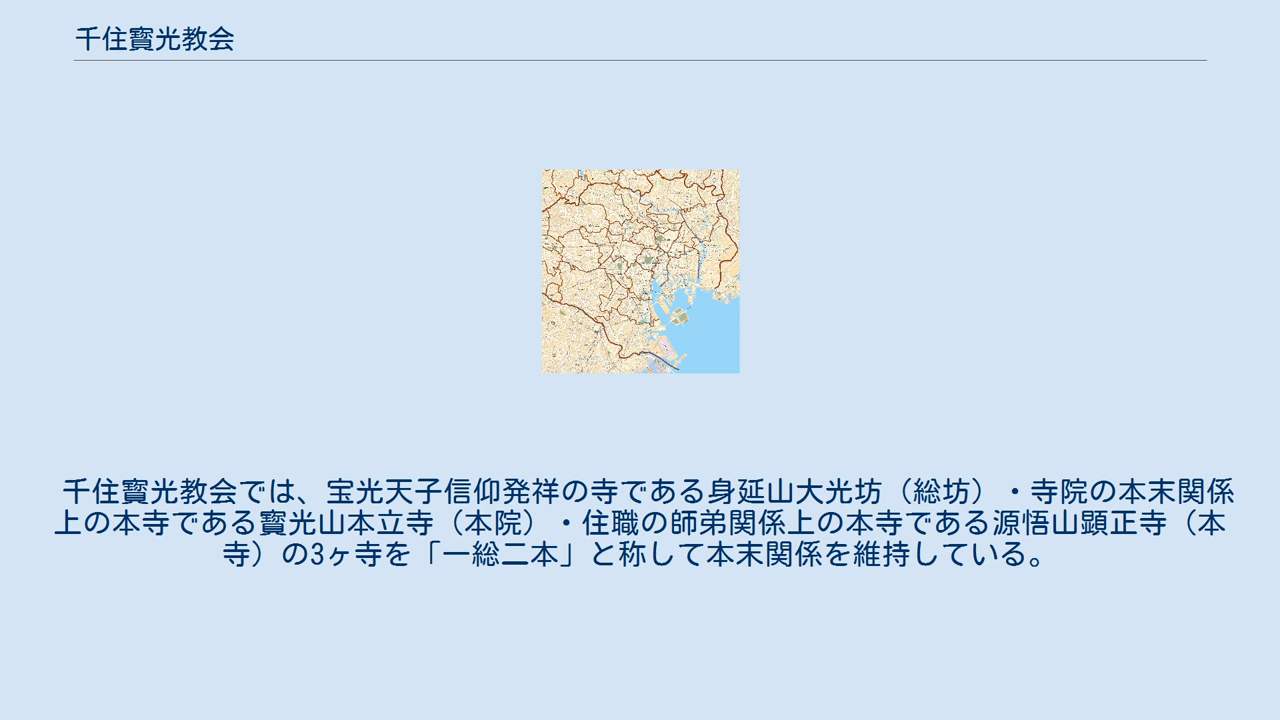 千住寳光教会
千住寳光教会では、宝光天子信仰発祥の寺である身延山大光坊（総坊）・寺院の本末関係
上の本寺である寳光山本立寺（本院）・住職の師弟関係上の本寺である源悟山顕正寺（本
寺）の3ヶ寺を「一総二本」と称して本末関係を維持している。